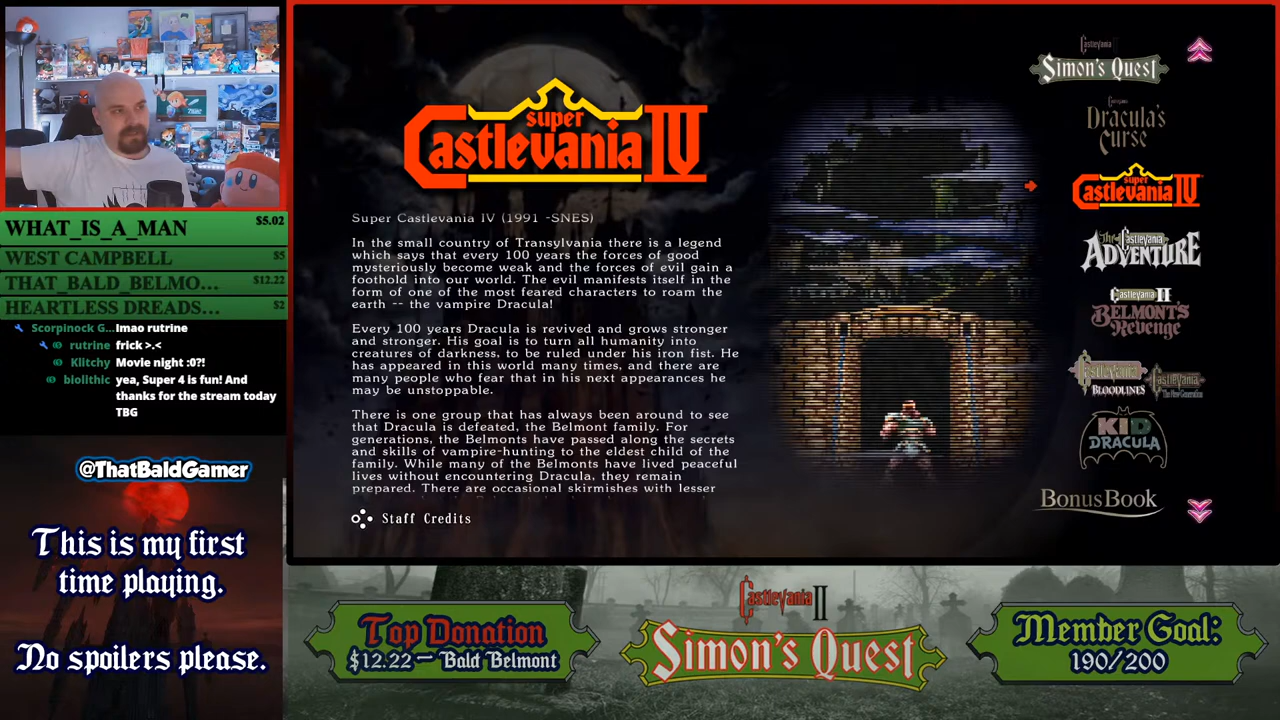 WHAT_IS_A_MAN $5.02
WEST CAMPBELL $5
THAT_BALD_BELMO... $12.22
HEARTLESS DREADS... $2
Scorpinock G... lmao rutrine
rutrine frick >.<
Klitchy Movie night :0?!
biolithic yea, Super 4 is fun! And
thanks for the stream today
TBG
@ThatBaldGamer
This is my first
time playing.
No spoilers please.
Super
Castlevania IV
Super Castlevania IV (1991 -SNES)
In the small country of Transylvania there is a legend
which says that every 100 years the forces of good
mysteriously become weak and the forces of evil gain a
foothold into our world. The evil manifests itself in the
form of one of the most feared characters to roam the
earth -- the vampire Dracula!
Every 100 years Dracula is revived and grows stronger
and stronger. His goal is to turn all humanity into
creatures of darkness, to be ruled under his iron fist. He
has appeared in this world many times, and there are
many people who fear that in his next appearances he
may be unstoppable.
There is one group that has always been around to see
that Dracula is defeated, the Belmont family. For
generations, the Belmonts have passed along the secrets
and skills of vampire-hunting to the eldest child of the
family. While many of the Belmonts have lived peaceful
lives without encountering Dracula, they remain
prepared. There are occasional skirmishes with lesser
Staff Credits
Castlevania II
Simon's Quest
Castlevania
Dracula's
Curse
Super
Castlevania IV
The Castlevania
Adventure
Castlevania II
Belmont's
Revenge
Castlevania
Bloodlines
Castlevania
The New Generation
Kid
Dracula
Bonus Book
Top Donation
$12.22 — Bald Belmont
Castlevania II
Simon's Quest
Member Goal:
190/200